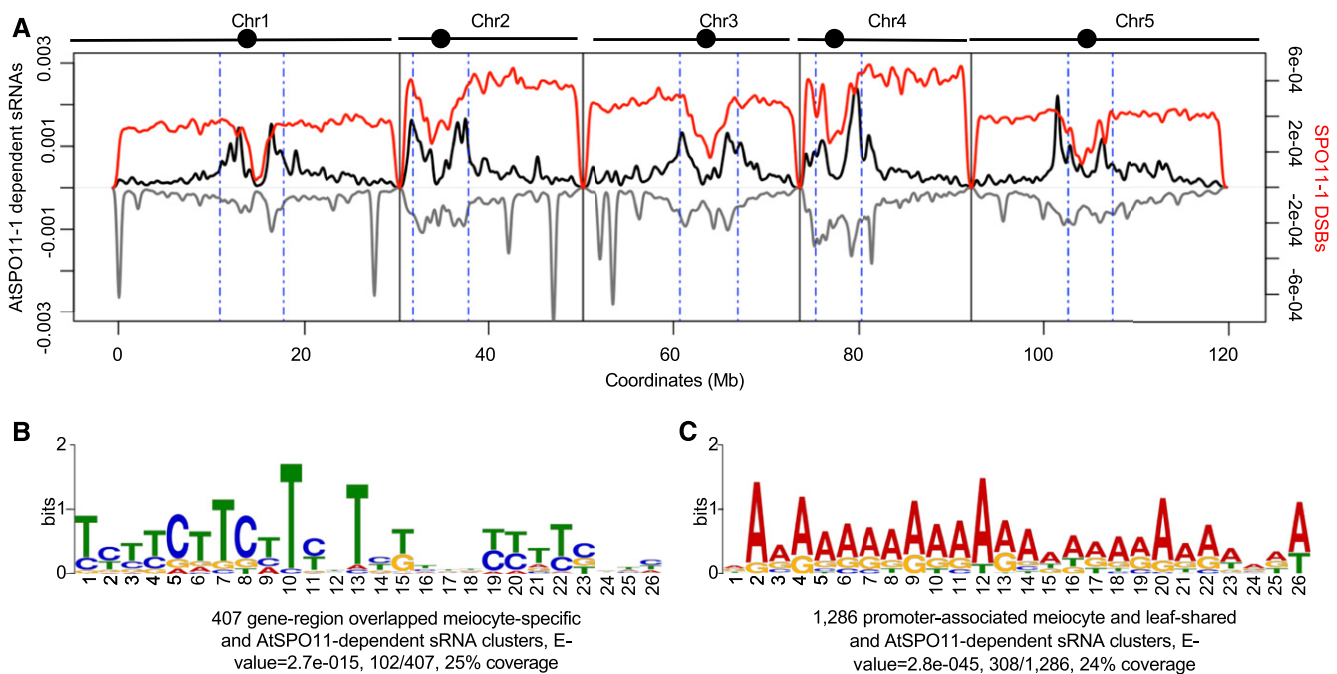 A
Chr1 Chr2 Chr3 Chr4 Chr5
AtSPO11-1 dependent sRNAs
0.003
0.001
-0.001
-0.003
6e-04
2e-04
-2e-04
-6e-04
SPO11-1 DSBs
0 20 40 60 80 100 120
Coordinates (Mb)
B
2
1
0
bits
1 2 3 4 5 6 7 8 9 10 11 12 13 14 15 16 17 18 19 20 21 22 23 24 25 26
407 gene-region overlapped meiocyte-specific
and AtSPO11-dependent sRNA clusters, E-
value=2.7e-015, 102/407, 25% coverage
C
2
1
0
bits
1 2 3 4 5 6 7 8 9 10 11 12 13 14 15 16 17 18 19 20 21 22 23 24 25 26
1,286 promoter-associated meiocyte and leaf-shared
and AtSPO11-dependent sRNA clusters, E-
value=2.8e-045, 308/1,286, 24% coverage